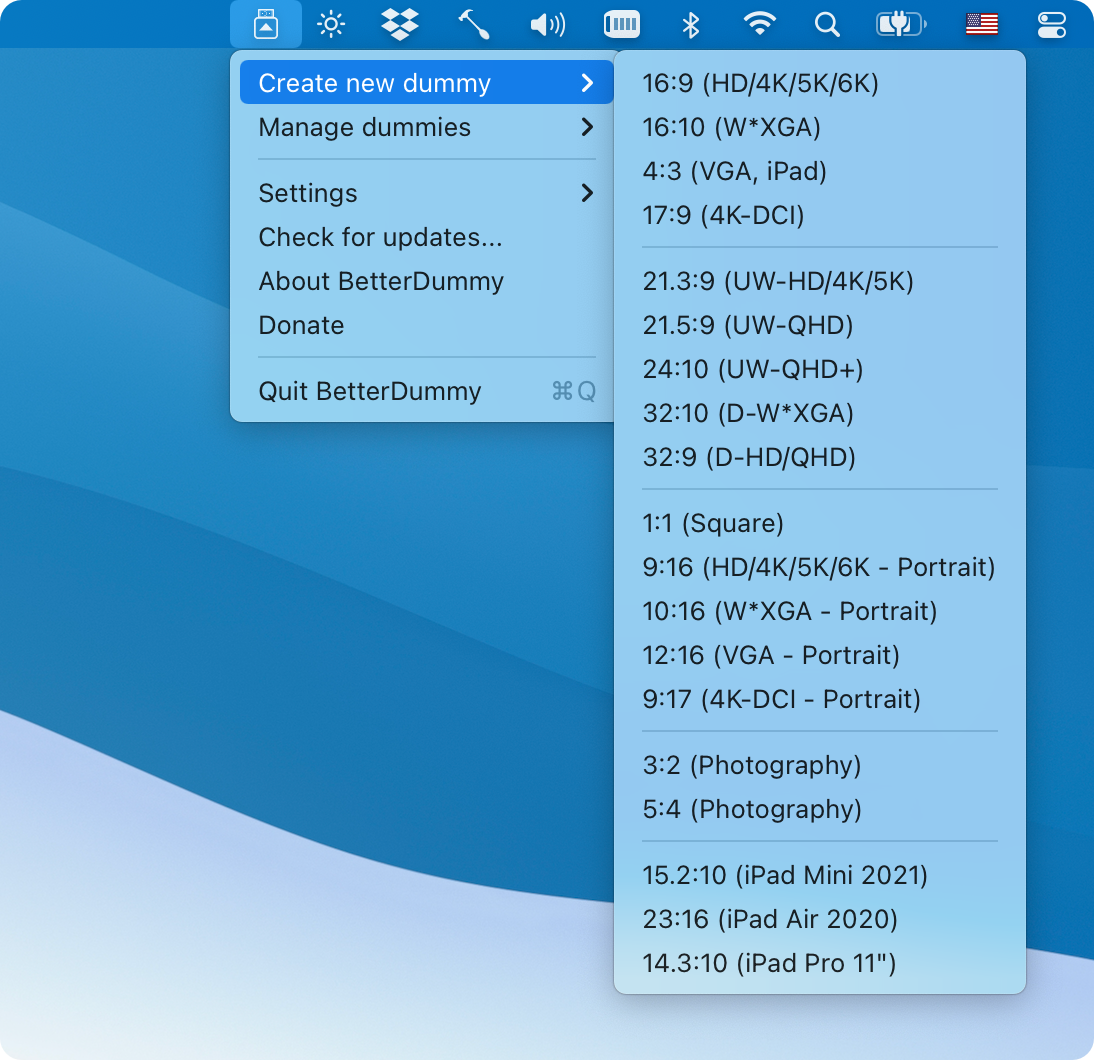 Create new dummy
Manage dummies
Settings
Check for updates...
About BetterDummy
Donate
Quit BetterDummy ⌘Q
16:9 (HD/4K/5K/6K)
16:10 (W*XGA)
4:3 (VGA, iPad)
17:9 (4K-DCI)
21.3:9 (UW-HD/4K/5K)
21.5:9 (UW-QHD)
24:10 (UW-QHD+)
32:10 (D-W*XGA)
32:9 (D-HD/QHD)
1:1 (Square)
9:16 (HD/4K/5K/6K - Portrait)
10:16 (W*XGA - Portrait)
12:16 (VGA - Portrait)
9:17 (4K-DCI - Portrait)
3:2 (Photography)
5:4 (Photography)
15.2:10 (iPad Mini 2021)
23:16 (iPad Air 2020)
14.3:10 (iPad Pro 11")